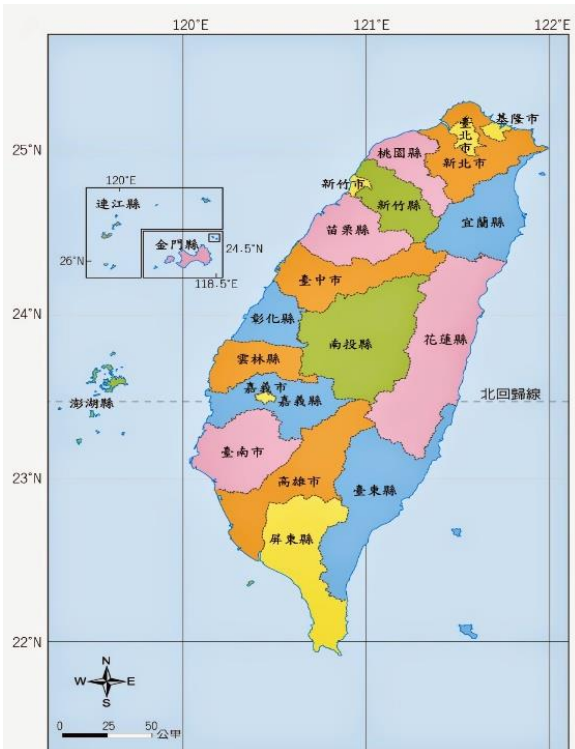 120°E
121°E
122°E
25°N
24°N
23°N
22°N
基隆市
臺北市
新北市
桃園縣
新竹市
新竹縣
宜蘭縣
苗栗縣
臺中市
彰化縣
南投縣
花蓮縣
雲林縣
嘉義市
嘉義縣
北回歸線
澎湖縣
臺南市
高雄市
臺東縣
屏東縣
120°E
連江縣
26°N
金門縣
24.5°N
118.5°E
N
W E
S
0 25 50
公甲